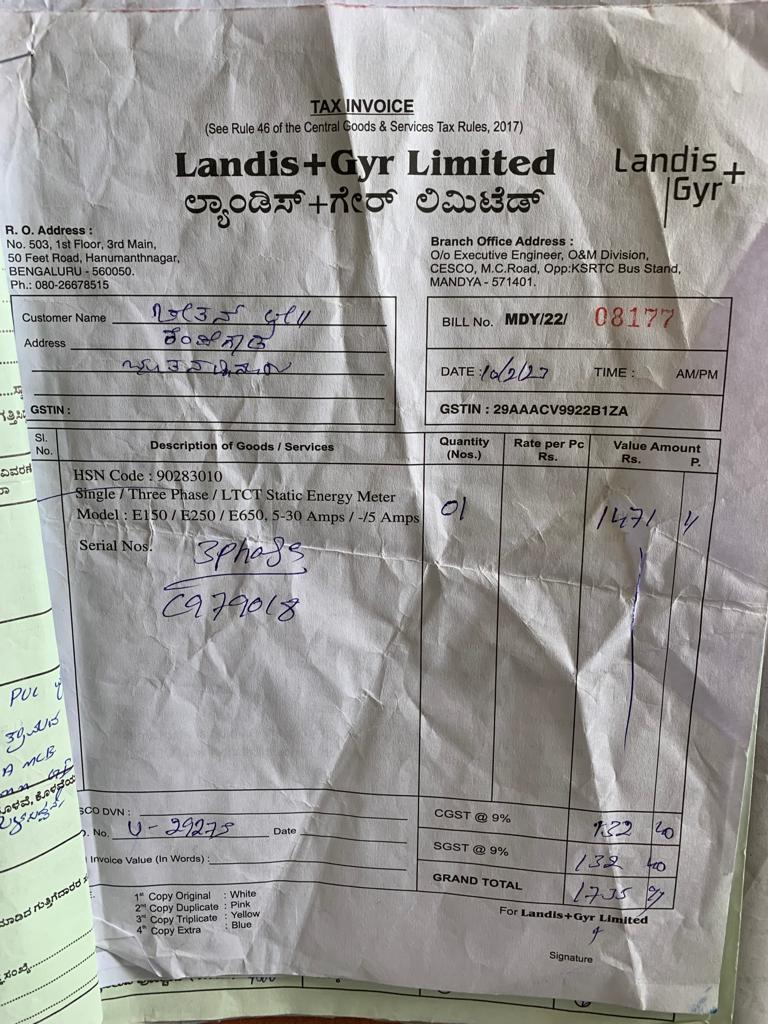 TAX INVOICE
(See Rule 46 of the Central Goods & Services Tax Rules, 2017)
Landis+Gyr Limited
ಲ್ಯಾಂಡಿಸ್+ಗೇರ್ ಲಿಮಿಟೆಡ್
Landis
Gyr+
R. O. Address :
No. 503, 1st Floor, 3rd Main,
50 Feet Road, Hanumanthnagar,
BENGALURU - 560050.
Ph.: 080-26678515
Branch Office Address :
O/o Executive Engineer, O&M Division,
CESCO, M.C.Road, Opp:KSRTC Bus Stand,
MANDYA - 571401.
Customer Name
Address
GSTIN :
BILL No. MDY/22/ 08177
DATE : 10/2/23 TIME : AM/PM
GSTIN : 29AAACV9922B1ZA
Sl. No. Description of Goods / Services Quantity (Nos.) Rate per Pc Rs. Value Amount Rs. P.
HSN Code : 90283010
Single / Three Phase / LTCT Static Energy Meter
Model : E150 / E250 / E650, 5-30 Amps / -/5 Amps 01 1471
Serial Nos. 3phase
C979018
SCO DVN :
No. U-29275 Date
Invoice Value (In Words) :
CGST @ 9% 132 40
SGST @ 9% 132 40
GRAND TOTAL 1735
1st Copy Original : White
2nd Copy Duplicate : Pink
3rd Copy Triplicate : Yellow
4th Copy Extra : Blue
For Landis+Gyr Limited
Signature
A MCB